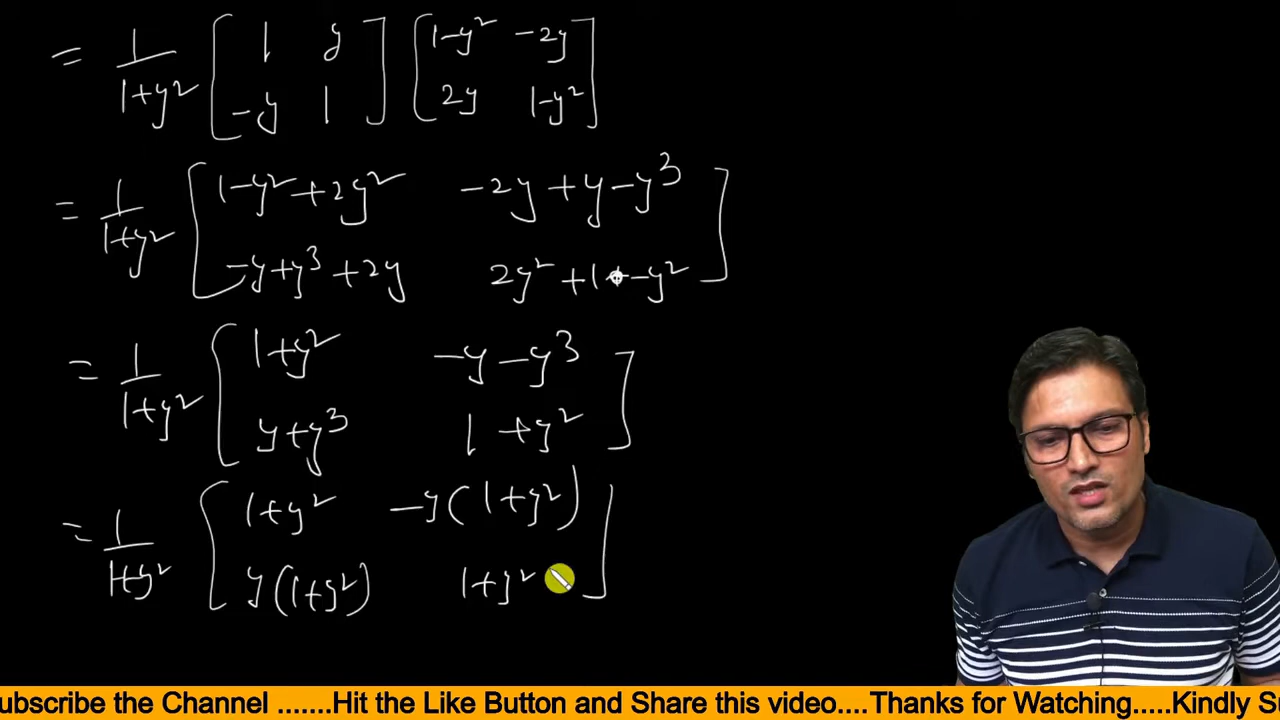 = 1/(1+y²) [1 y; -y 1] [1-y² -2y; 2y 1-y²]
= 1/(1+y²) [1-y²+2y² -2y+y-y³; -y+y³+2y 2y²+1-y²]
= 1/(1+y²) [1+y² -y-y³; y+y³ 1+y²]
= 1/(1+y²) [1+y² -y(1+y²); y(1+y²) 1+y²]
ubscribe the Channel .......Hit the Like Button and Share this video....Thanks for Watching.....Kindly S